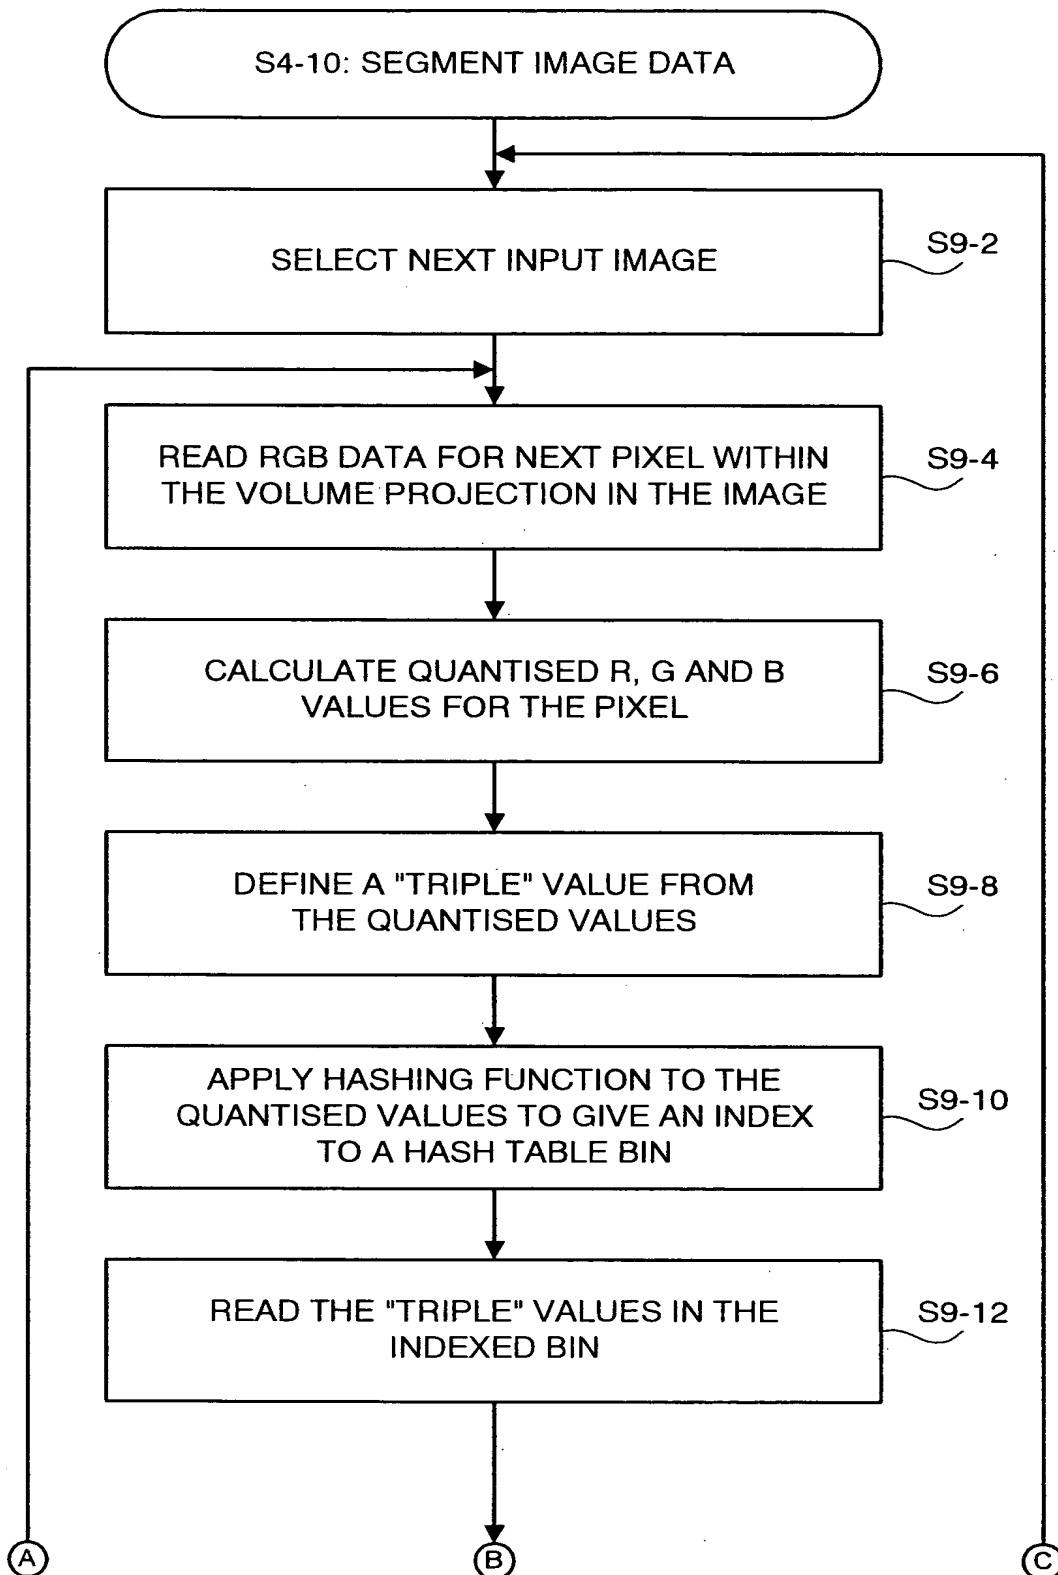 S4-10: SEGMENT IMAGE DATA
SELECT NEXT INPUT IMAGE
S9-2
READ RGB DATA FOR NEXT PIXEL WITHIN
THE VOLUME PROJECTION IN THE IMAGE
S9-4
CALCULATE QUANTISED R, G AND B
VALUES FOR THE PIXEL
S9-6
DEFINE A "TRIPLE" VALUE FROM
THE QUANTISED VALUES
S9-8
APPLY HASHING FUNCTION TO THE
QUANTISED VALUES TO GIVE AN INDEX
TO A HASH TABLE BIN
S9-10
READ THE "TRIPLE" VALUES IN THE
INDEXED BIN
S9-12
A
B
C